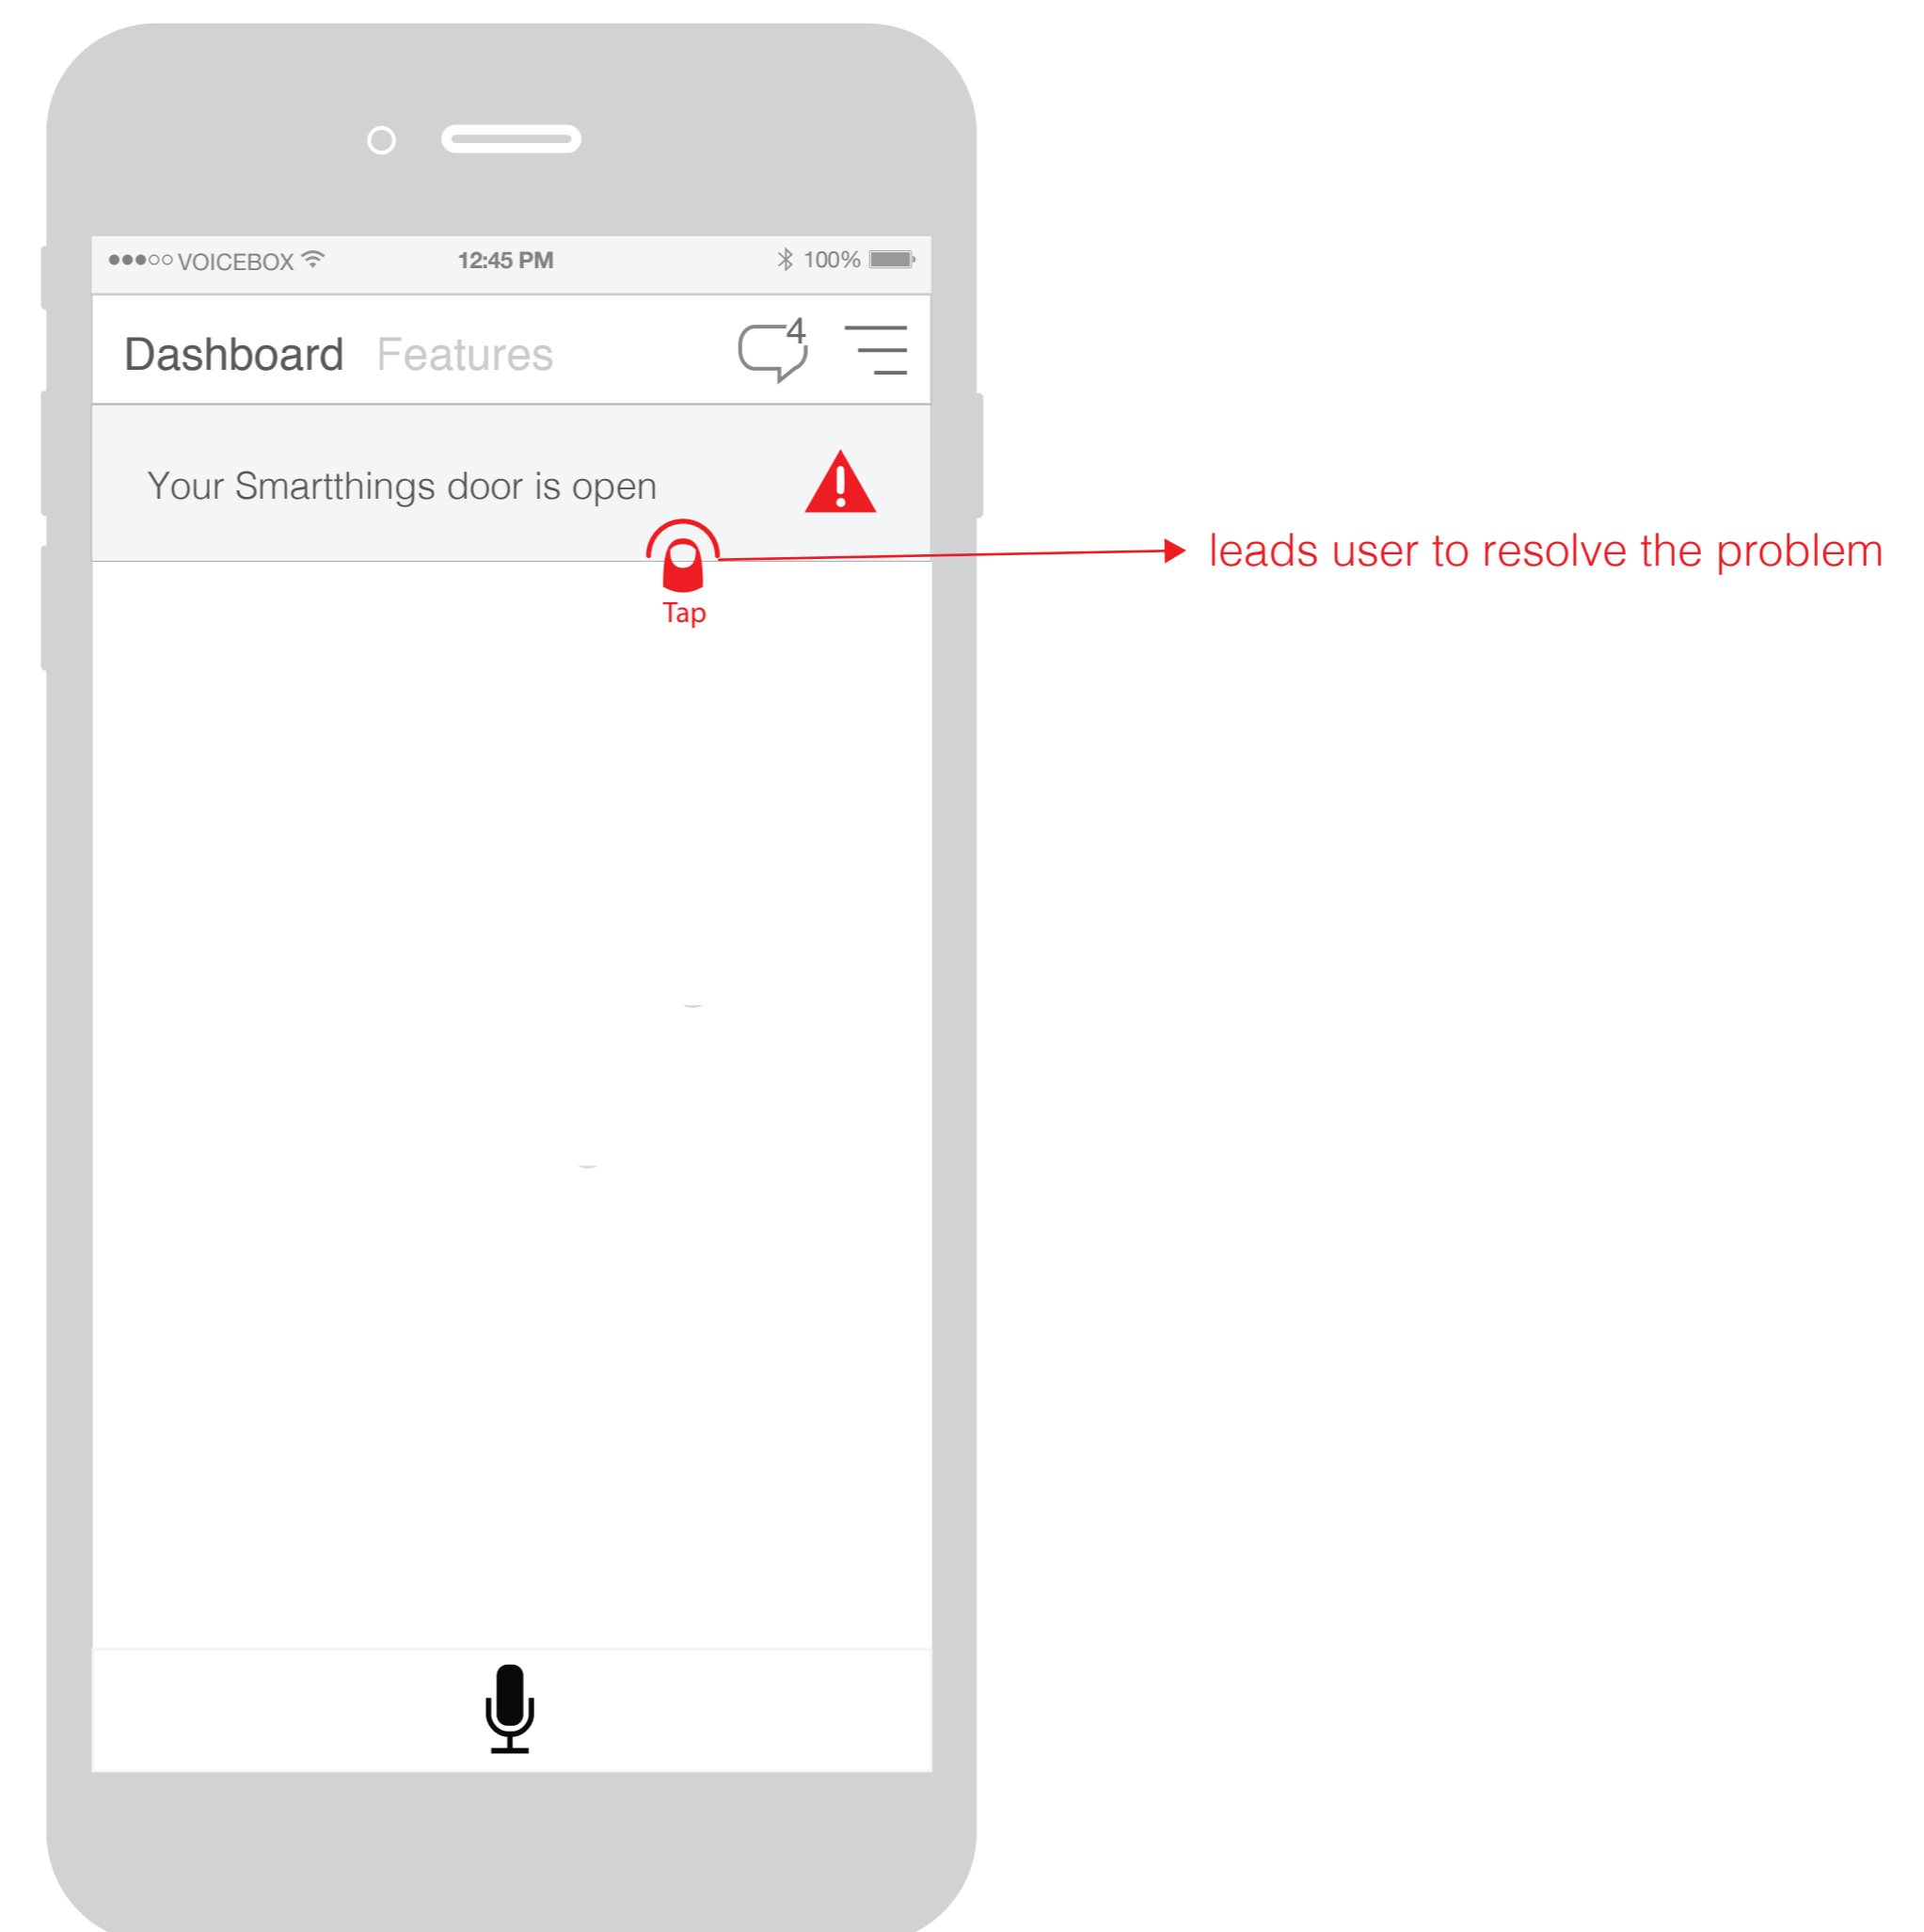 VOICEBOX 12:45 PM 100%
Dashboard Features 4
Your Smartthings door is open
leads user to resolve the problem
Tap